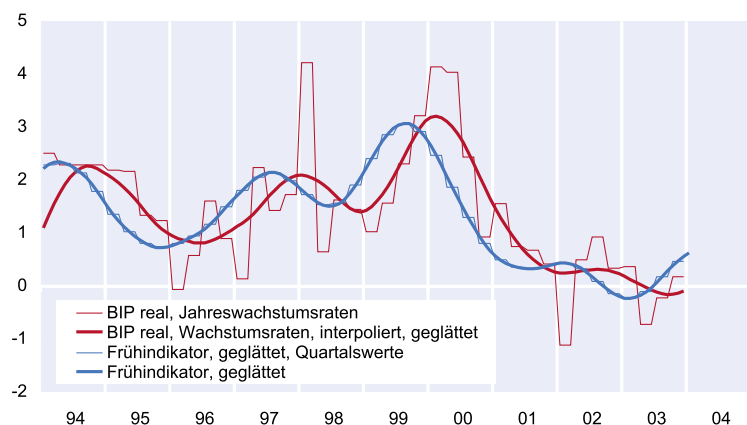 5
4
3
2
1
0
-1
-2
BIP real, Jahreswachstumsraten
BIP real, Wachstumsraten, interpoliert, geglättet
Frühindikator, geglättet, Quartalswerte
Frühindikator, geglättet
94 95 96 97 98 99 00 01 02 03 04